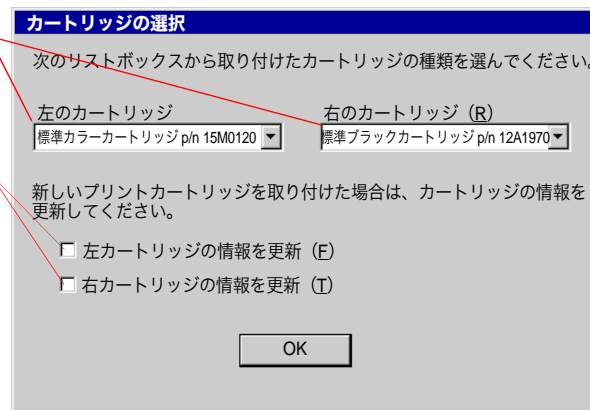 カートリッジの選択
次のリストボックスから取り付けたカートリッジの種類を選んでください。
左のカートリッジ 右のカートリッジ（R）
標準カラーカートリッジ p/n 15M0120 標準ブラックカートリッジ p/n 12A1970
新しいプリントカートリッジを取り付けた場合は、カートリッジの情報を
更新してください。
左カートリッジの情報を更新（F）
右カートリッジの情報を更新（T）
OK